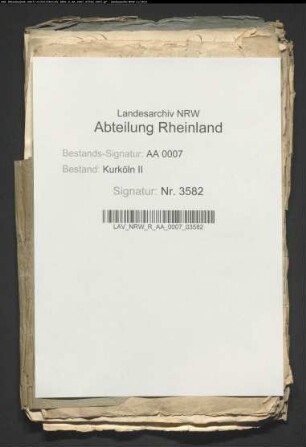 Landesarchiv NRW
Abteilung Rheinland
Bestands-Signatur: AA 0007
Bestand: Kurköln II
Signatur: Nr. 3582
LAV_NRW_R_AA_0007_03582